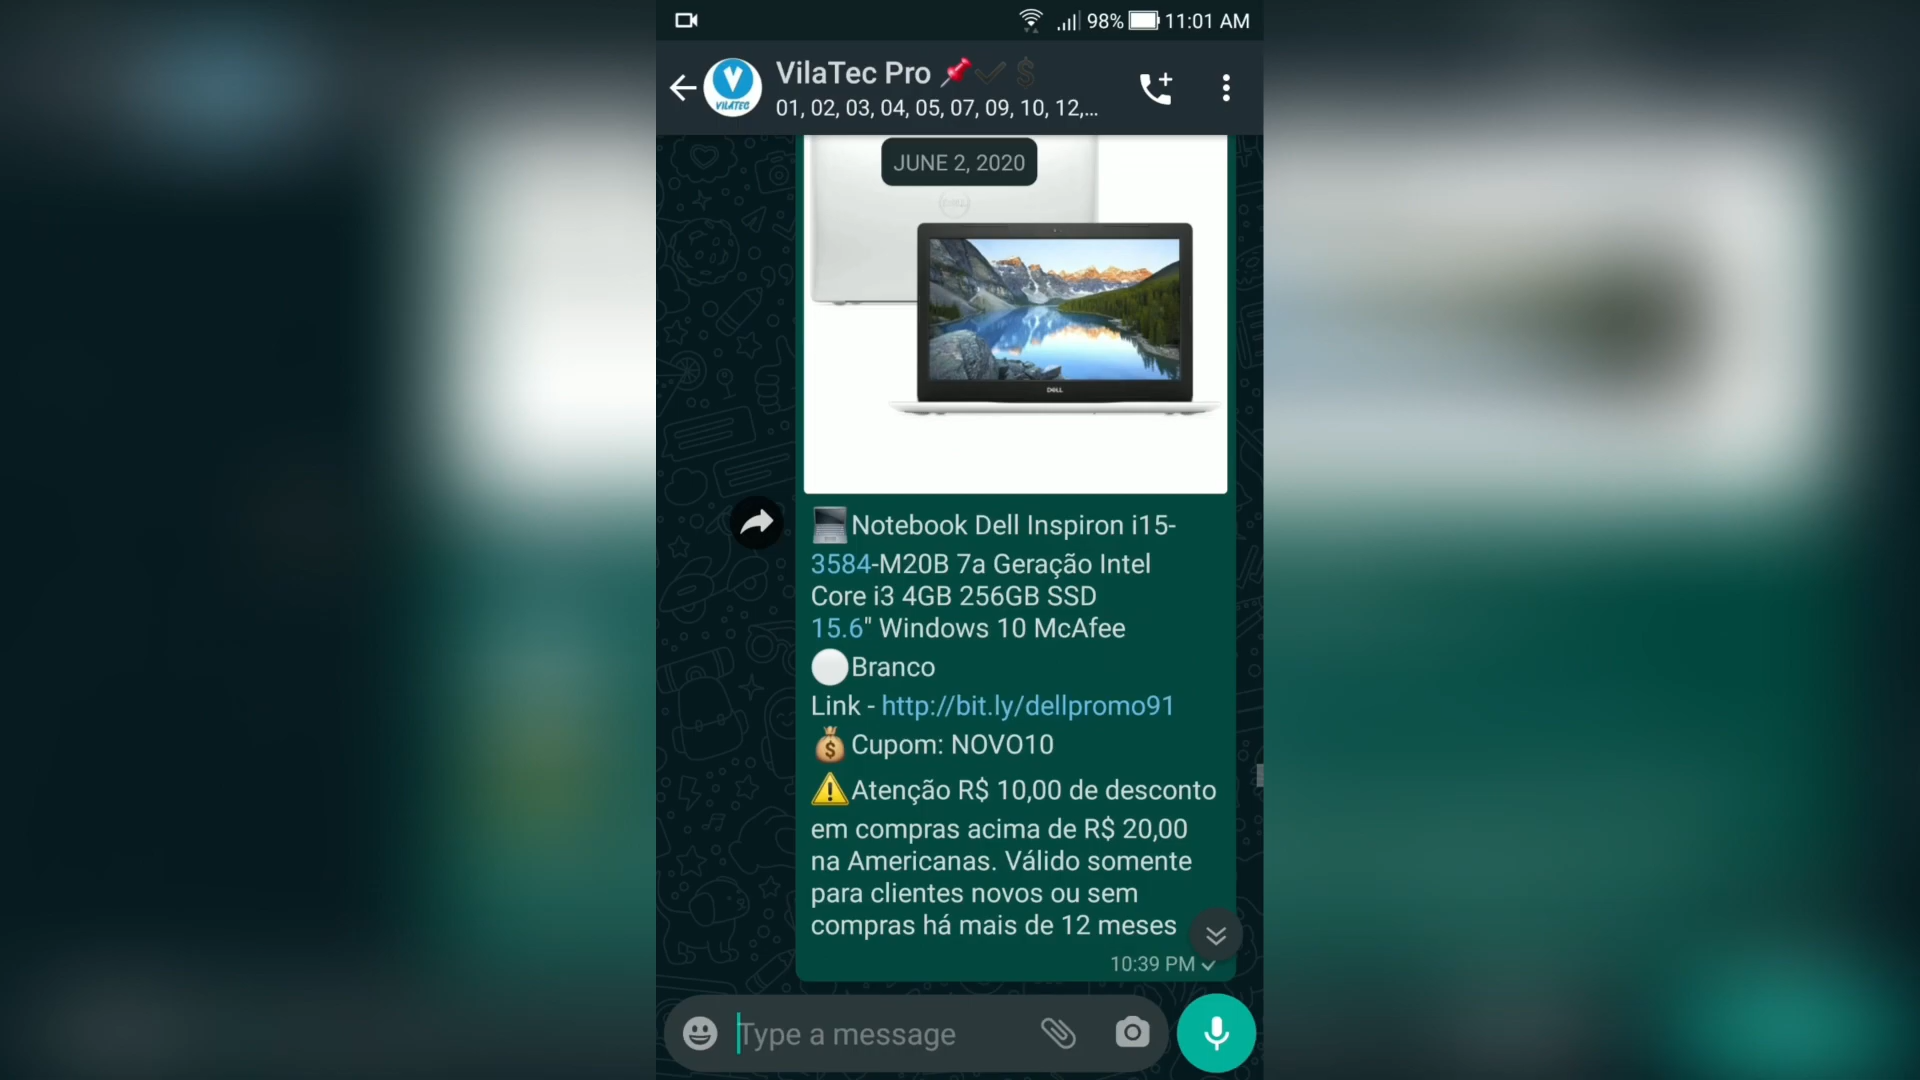 98% 11:01 AM
VilaTec Pro
VILATEC
01, 02, 03, 04, 05, 07, 09, 10, 12,...
JUNE 2, 2020
DELL
DELL
Notebook Dell Inspiron i15-
3584-M20B 7a Geração Intel
Core i3 4GB 256GB SSD
15.6" Windows 10 McAfee
Branco
Link - http://bit.ly/dellpromo91
Cupom: NOVO10
Atenção R$ 10,00 de desconto
em compras acima de R$ 20,00
na Americanas. Válido somente
para clientes novos ou sem
compras há mais de 12 meses
10:39 PM
Type a message